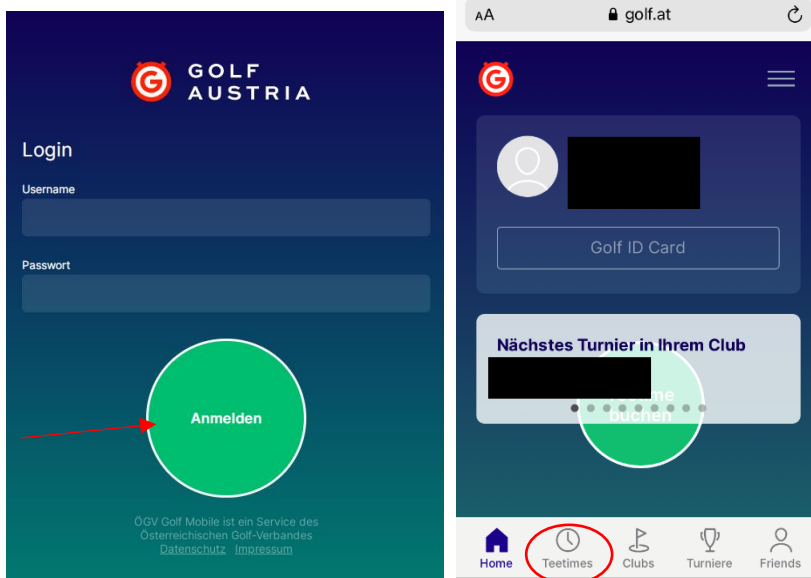 GOLF
AUSTRIA
Login
Username
Passwort
Anmelden
ÖGV Golf Mobile ist ein Service des
Österreichischen Golf-Verbandes
Datenschutz Impressum
AA golf.at
G
Golf ID Card
Nächstes Turnier in Ihrem Club
buchen
Home Teetimes Clubs Turniere Friends